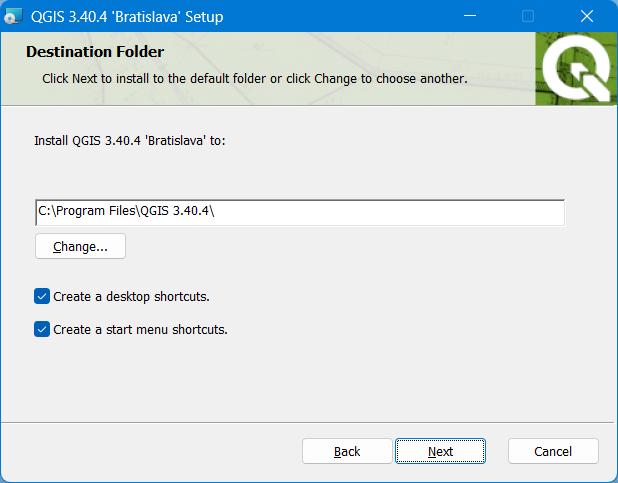 QGIS 3.40.4 'Bratislava' Setup
Destination Folder
Click Next to install to the default folder or click Change to choose another.
Install QGIS 3.40.4 'Bratislava' to:
C:\Program Files\QGIS 3.40.4\
Change...
Create a desktop shortcuts.
Create a start menu shortcuts.
Back
Next
Cancel